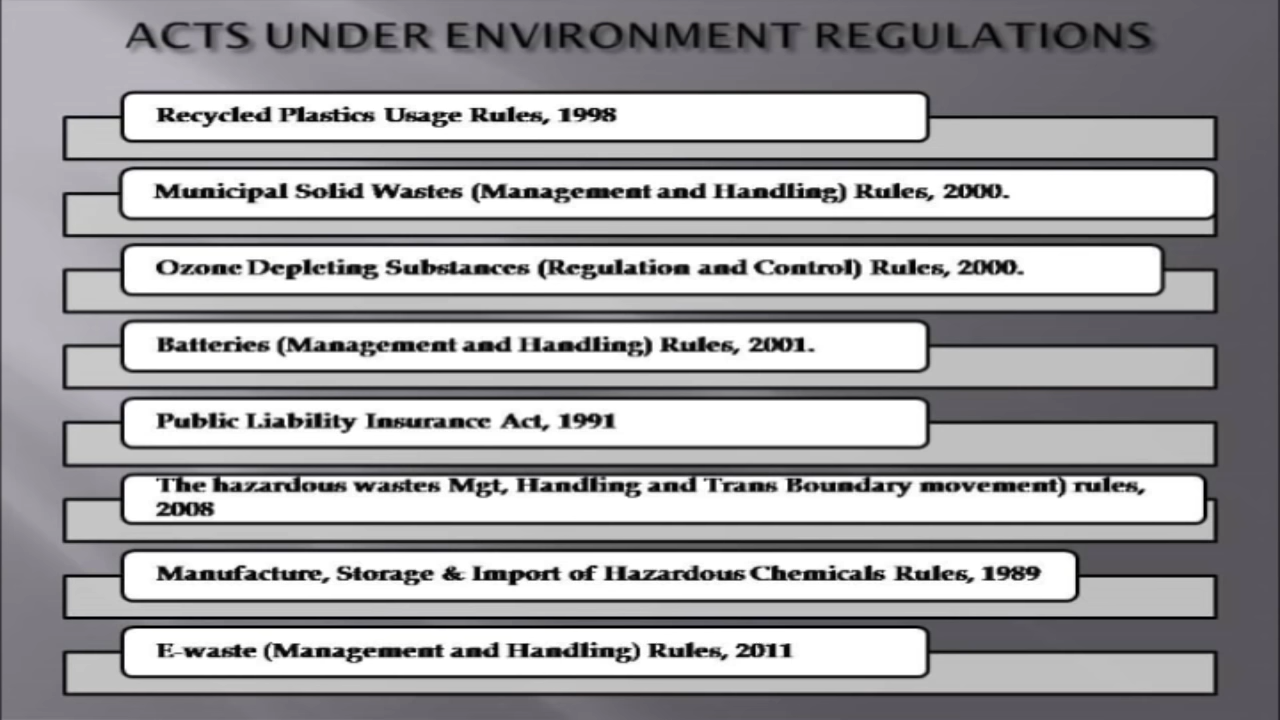 ACTS UNDER ENVIRONMENT REGULATIONS
Recycled Plastics Usage Rules, 1998
Municipal Solid Wastes (Management and Handling) Rules, 2000.
Ozone Depleting Substances (Regulation and Control) Rules, 2000.
Batteries (Management and Handling) Rules, 2001.
Public Liability Insurance Act, 1991
The hazardous wastes Mgt, Handling and Trans Boundary movement) rules,
2008
Manufacture, Storage & Import of Hazardous Chemicals Rules, 1989
E-waste (Management and Handling) Rules, 2011